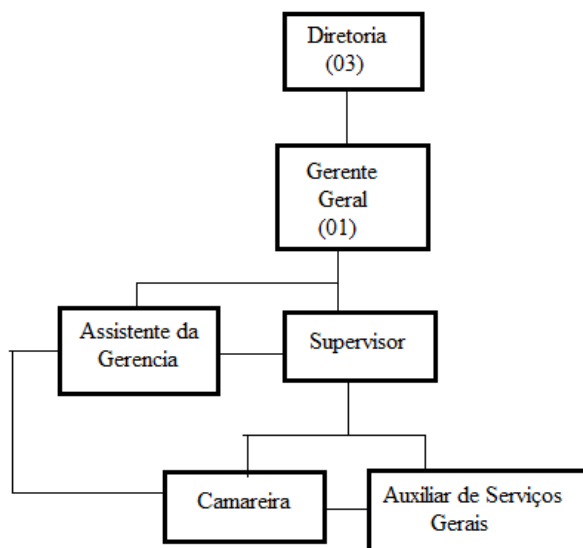 Diretoria
(03)
Gerente
Geral
(01)
Assistente da
Gerencia
Supervisor
Camareira
Auxiliar de Serviços
Gerais